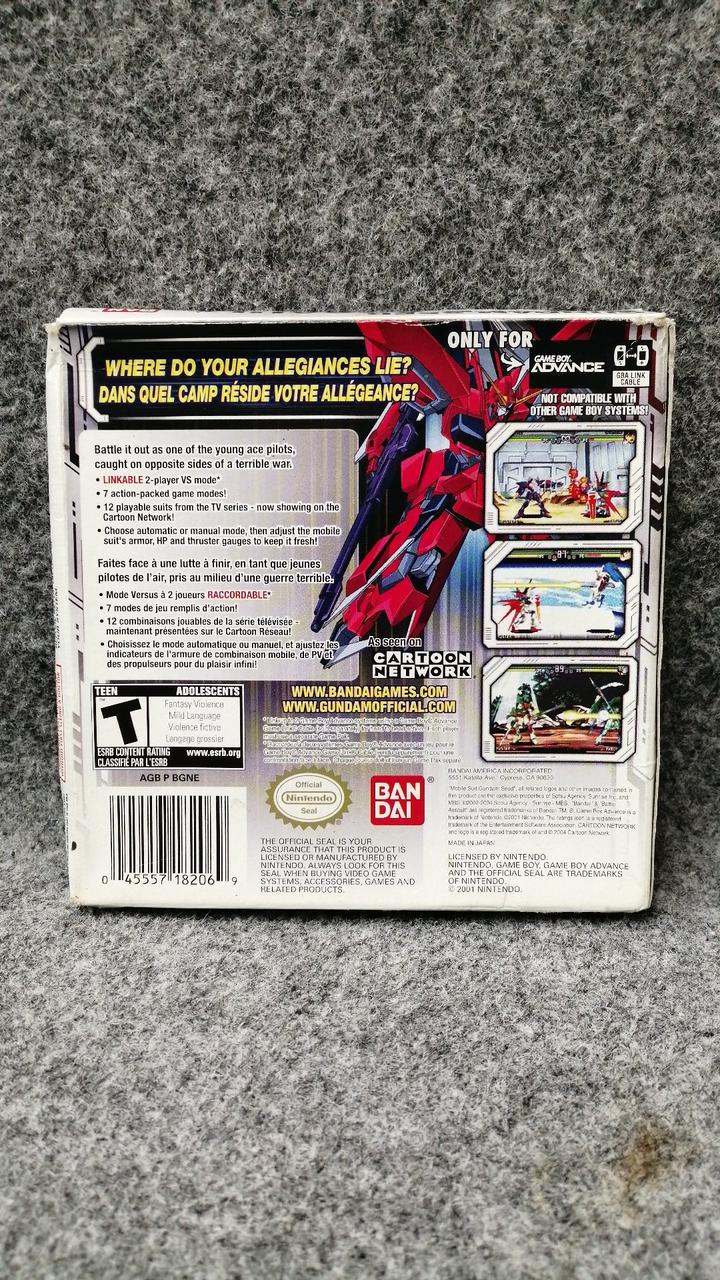 WHERE DO YOUR ALLEGIANCES LIE?
DANS QUEL CAMP RÉSIDE VOTRE ALLÉGEANCE?
ONLY FOR
GAME BOY
ADVANCE
GBA LINK
CABLE
NOT COMPATIBLE WITH
OTHER GAME BOY SYSTEMS!
Battle it out as one of the young ace pilots,
caught on opposite sides of a terrible war.
• LINKABLE 2-player VS mode*
• 7 action-packed game modes!
• 12 playable suits from the TV series - now showing on the
Cartoon Network!
• Choose automatic or manual mode, then adjust the mobile
suit's armor, HP and thruster gauges to keep it fresh!
Faites face à une lutte à finir, en tant que jeunes
pilotes de l'air, pris au milieu d'une guerre terrible.
• Mode Versus à 2 joueurs RACCORDABLE*
• 7 modes de jeu remplis d'action!
• 12 combinaisons jouables de la série télévisée -
maintenant présentées sur le Cartoon Réseau!
• Choisissez le mode automatique ou manuel, et ajustez les
indicateurs de l'armure de combinaison mobile, de PV et
des propulseurs pour du plaisir infini!
As seen on
CARTOON
NETWORK
WWW.BANDAIGAMES.COM
WWW.GUNDAMOFFICIAL.COM
TEEN ADOLESCENTS
T
Fantasy Violence
Mild Language
Violence fictive
Langage grossier
ESRB CONTENT RATING www.esrb.org
CLASSIFIÉ PAR L'ESRB
AGB P BGNE
0 45557 18206 9
Official
Nintendo
Seal
BAN
DAI
®
THE OFFICIAL SEAL IS YOUR
ASSURANCE THAT THIS PRODUCT IS
LICENSED OR MANUFACTURED BY
NINTENDO. ALWAYS LOOK FOR THIS
SEAL WHEN BUYING VIDEO GAME
SYSTEMS, ACCESSORIES, GAMES AND
RELATED PRODUCTS.
BANDAI AMERICA INCORPORATED
5551 Katella Ave., Cypress, CA 90630
MADE IN JAPAN
LICENSED BY NINTENDO.
NINTENDO, GAME BOY, GAME BOY ADVANCE
AND THE OFFICIAL SEAL ARE TRADEMARKS
OF NINTENDO.
© 2001 NINTENDO.